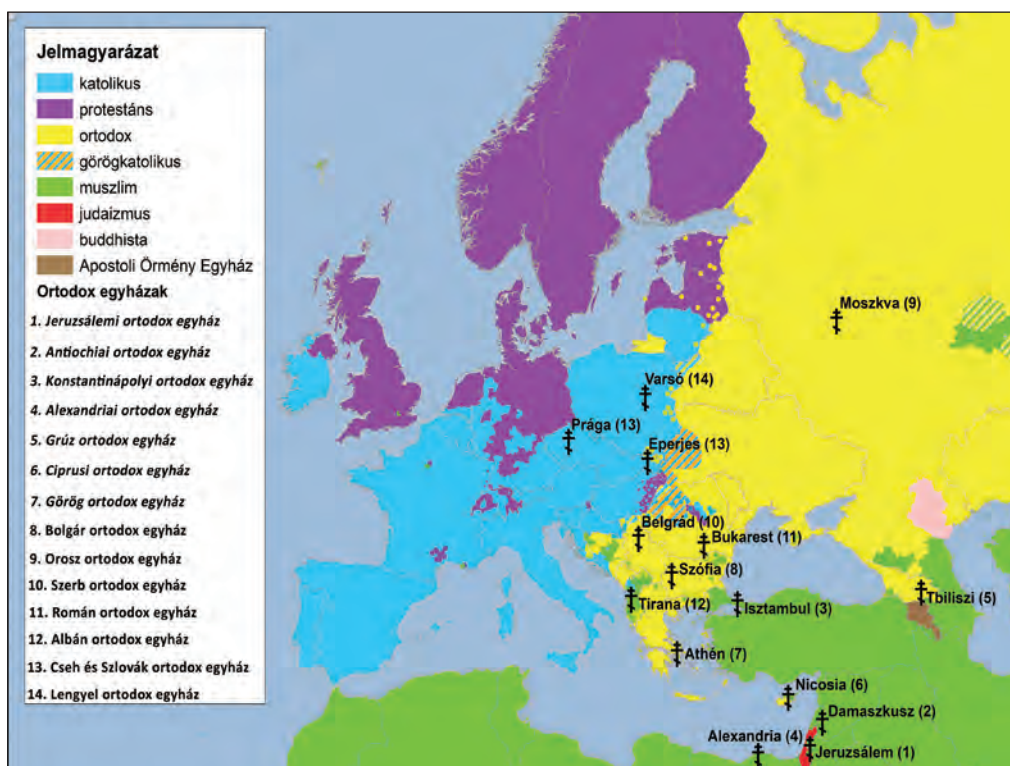 Jelmagyarázat
katolikus
protestáns
ortodox
görögkatolikus
muszlim
judaizmus
buddhista
Apostoli Örmény Egyház
Ortodox egyházak
1. Jeruzsálemi ortodox egyház
2. Antiochiai ortodox egyház
3. Konstantinápolyi ortodox egyház
4. Alexandriai ortodox egyház
5. Grúz ortodox egyház
6. Ciprusi ortodox egyház
7. Görög ortodox egyház
8. Bolgár ortodox egyház
9. Orosz ortodox egyház
10. Szerb ortodox egyház
11. Román ortodox egyház
12. Albán ortodox egyház
13. Cseh és Szlovák ortodox egyház
14. Lengyel ortodox egyház
Moszkva (9)
Varsó (14)
Prága (13)
Eperjes (13)
Belgrád (10)
Bukarest (11)
Szófia (8)
Tirana (12)
Isztambul (3)
Tbiliszi (5)
Athén (7)
Nicosia (6)
Damaszkusz (2)
Alexandria (4)
Jeruzsálem (1)